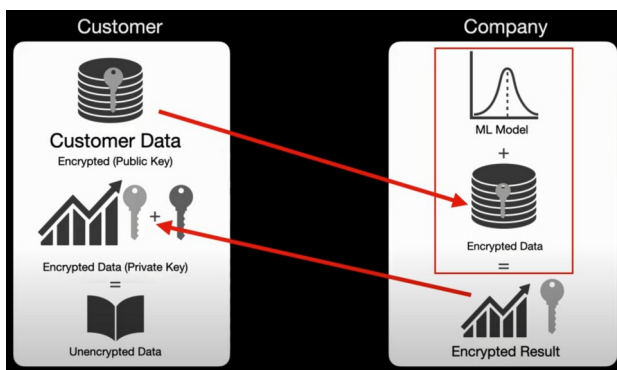 Customer
Customer Data
Encrypted (Public Key)
+
Encrypted Data (Private Key)
=
Unencrypted Data
Company
ML Model
+
Encrypted Data
=
Encrypted Result